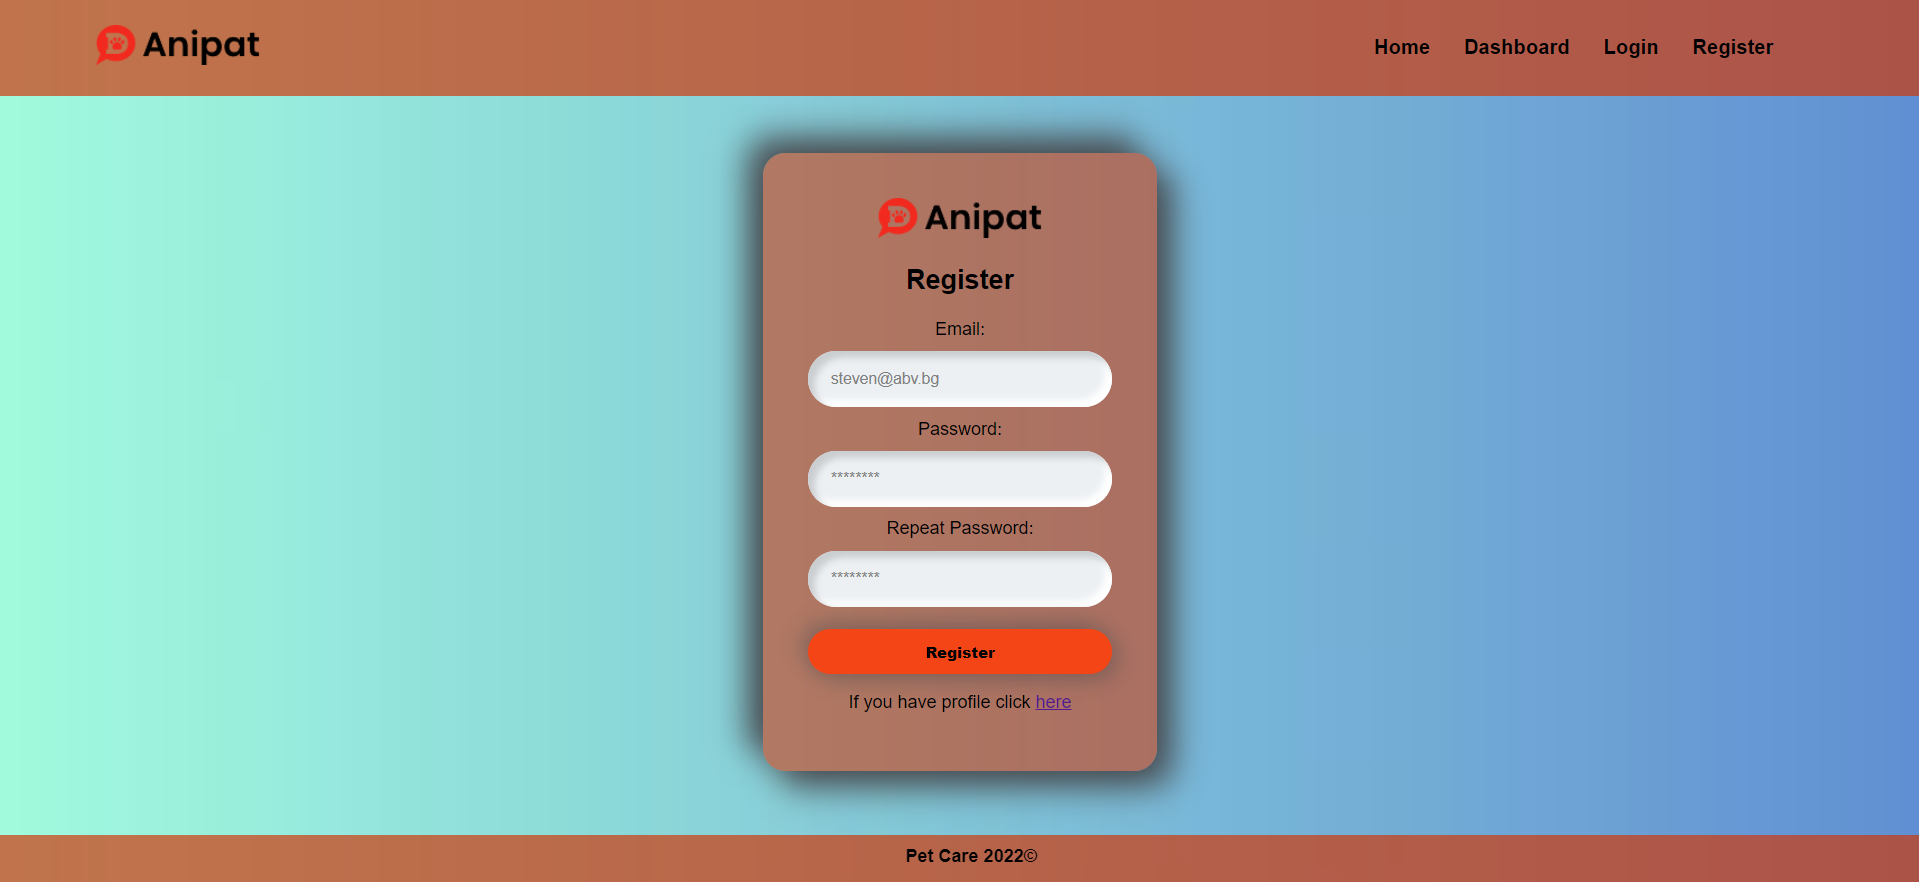 Anipat
Home Dashboard Login Register
Anipat
Register
Email:
steven@abv.bg
Password:
********
Repeat Password:
********
Register
If you have profile click here
Pet Care 2022©